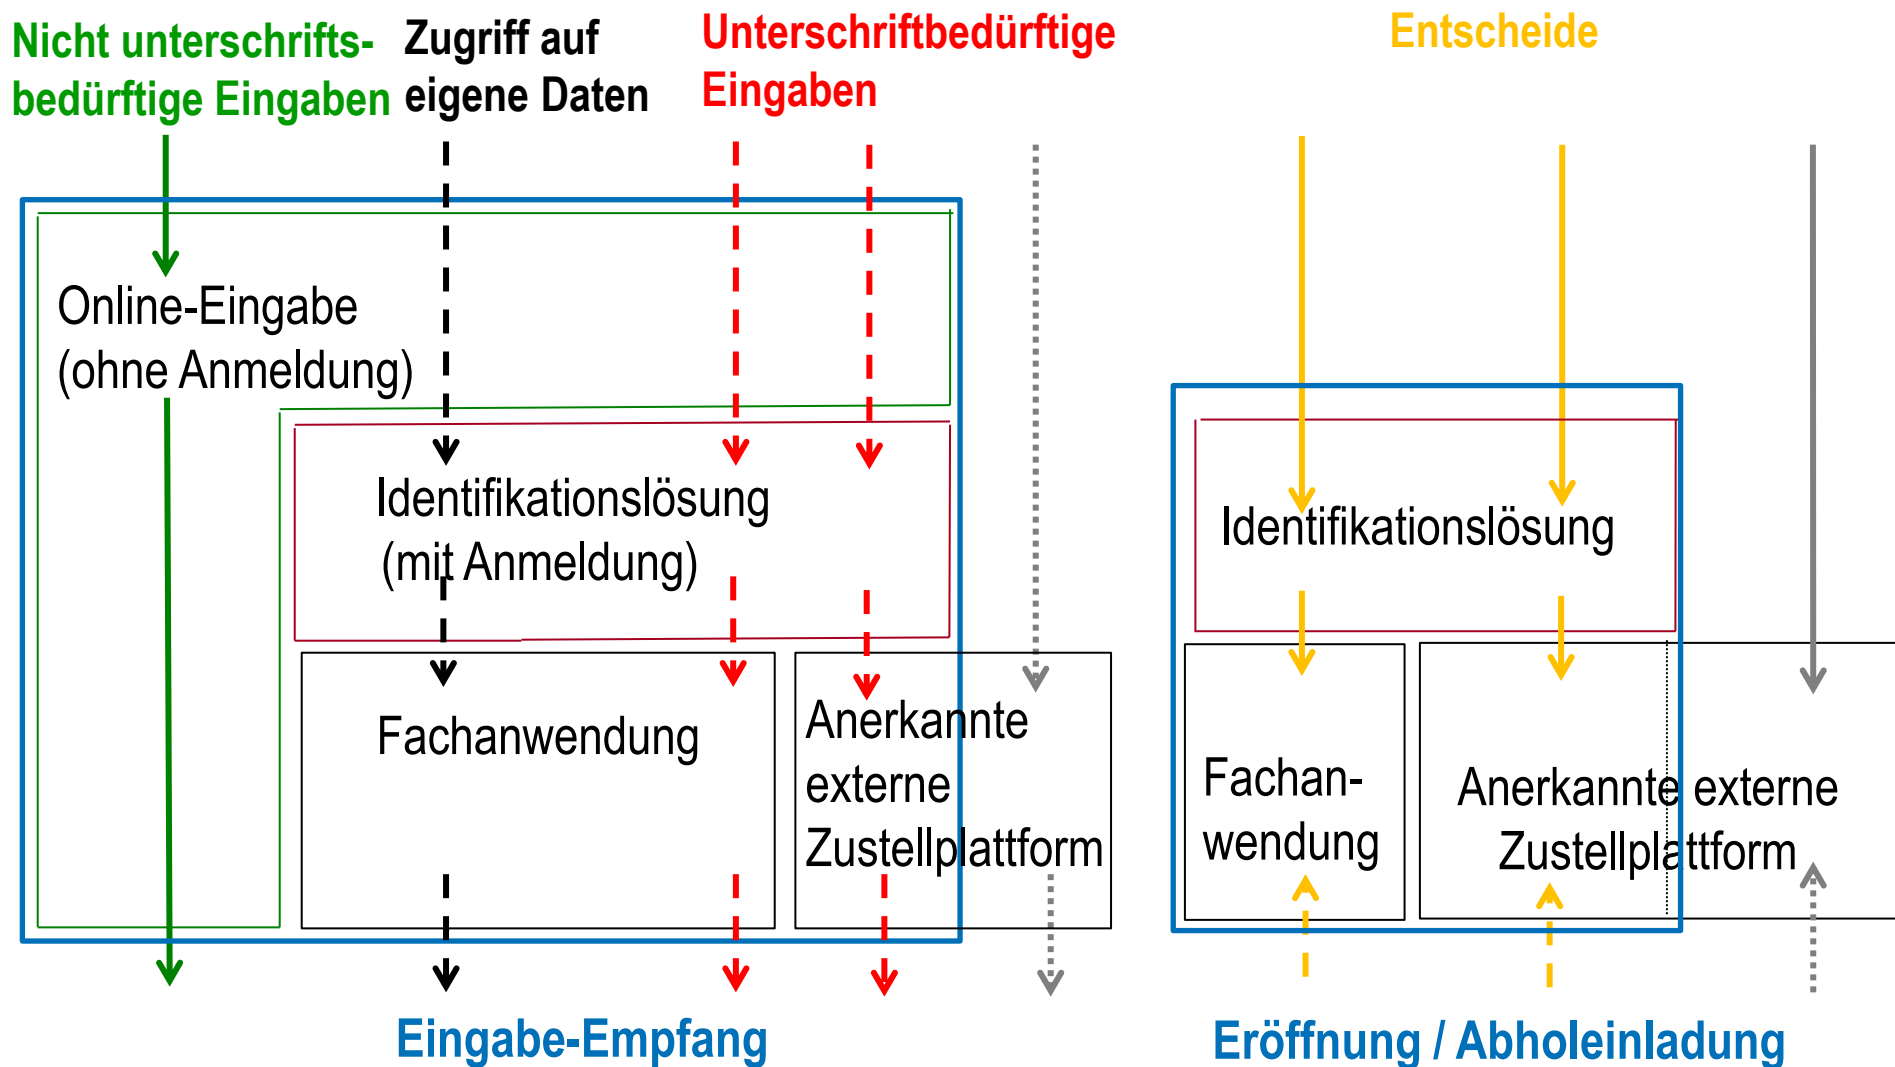 Nicht unterschrifts-
bedürftige Eingaben
Zugriff auf
eigene Daten
Unterschriftbedürftige
Eingaben
Entscheide
Online-Eingabe
(ohne Anmeldung)
Identifikationslösung
(mit Anmeldung)
Fachanwendung
Anerkannte
externe
Zustellplattform
Identifikationslösung
Fachan-
wendung
Anerkannte externe
Zustellplattform
Eingabe-Empfang
Eröffnung / Abholeinladung